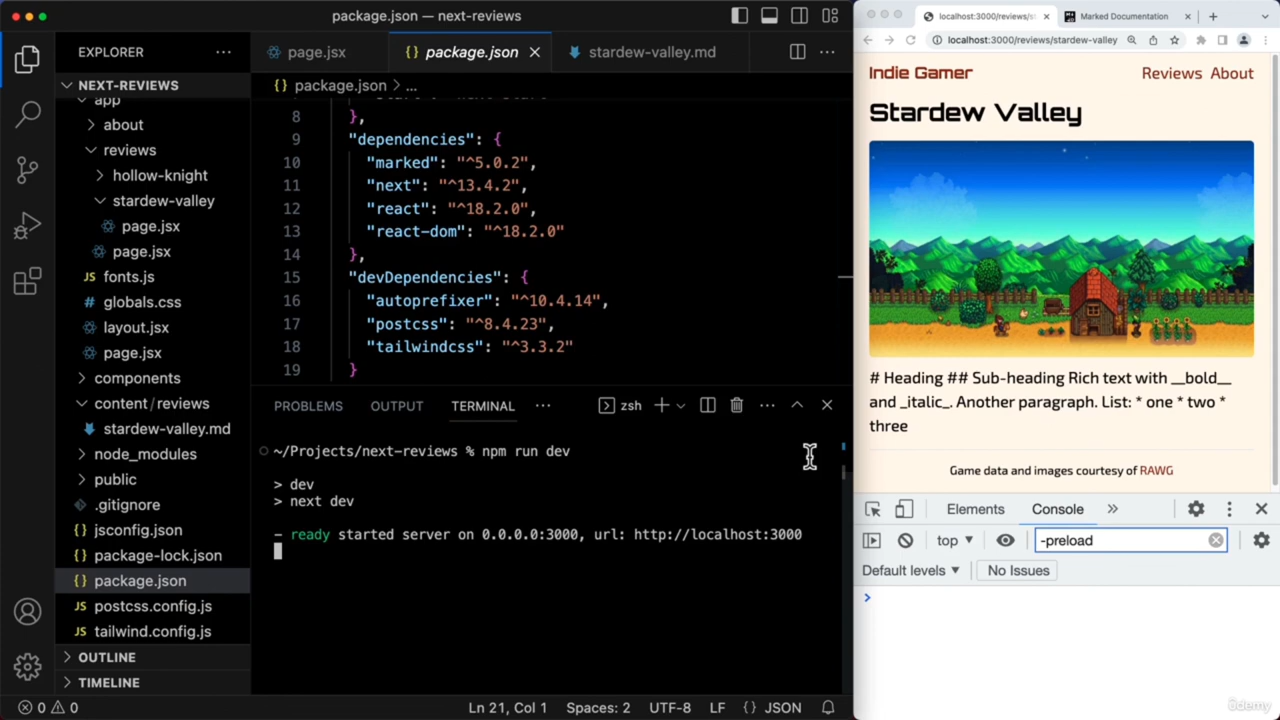 package.json — next-reviews
EXPLORER
NEXT-REVIEWS
app
about
reviews
hollow-knight
stardew-valley
page.jsx
page.jsx
JS fonts.js
globals.css
layout.jsx
page.jsx
components
content / reviews
stardew-valley.md
node_modules
public
.gitignore
{} jsconfig.json
{} package-lock.json
{} package.json
JS postcss.config.js
JS tailwind.config.js
OUTLINE
TIMELINE
page.jsx
{} package.json
stardew-valley.md
{} package.json > ...
8 },
9 "dependencies": {
10 "marked": "^5.0.2",
11 "next": "^13.4.2",
12 "react": "^18.2.0",
13 "react-dom": "^18.2.0"
14 },
15 "devDependencies": {
16 "autoprefixer": "^10.4.14",
17 "postcss": "^8.4.23",
18 "tailwindcss": "^3.3.2"
19 }
PROBLEMS OUTPUT TERMINAL ... zsh
~/Projects/next-reviews % npm run dev
> dev
> next dev
- ready started server on 0.0.0.0:3000, url: http://localhost:3000
0 0
Ln 21, Col 1 Spaces: 2 UTF-8 LF {} JSON
localhost:3000/reviews/s
Marked Documentation
localhost:3000/reviews/stardew-valley
Indie Gamer
Reviews About
Stardew Valley
# Heading ## Sub-heading Rich text with __bold__
and _italic_. Another paragraph. List: * one * two *
three
Game data and images courtesy of RAWG
Elements Console
top
-preload
Default levels No Issues
ûdemy